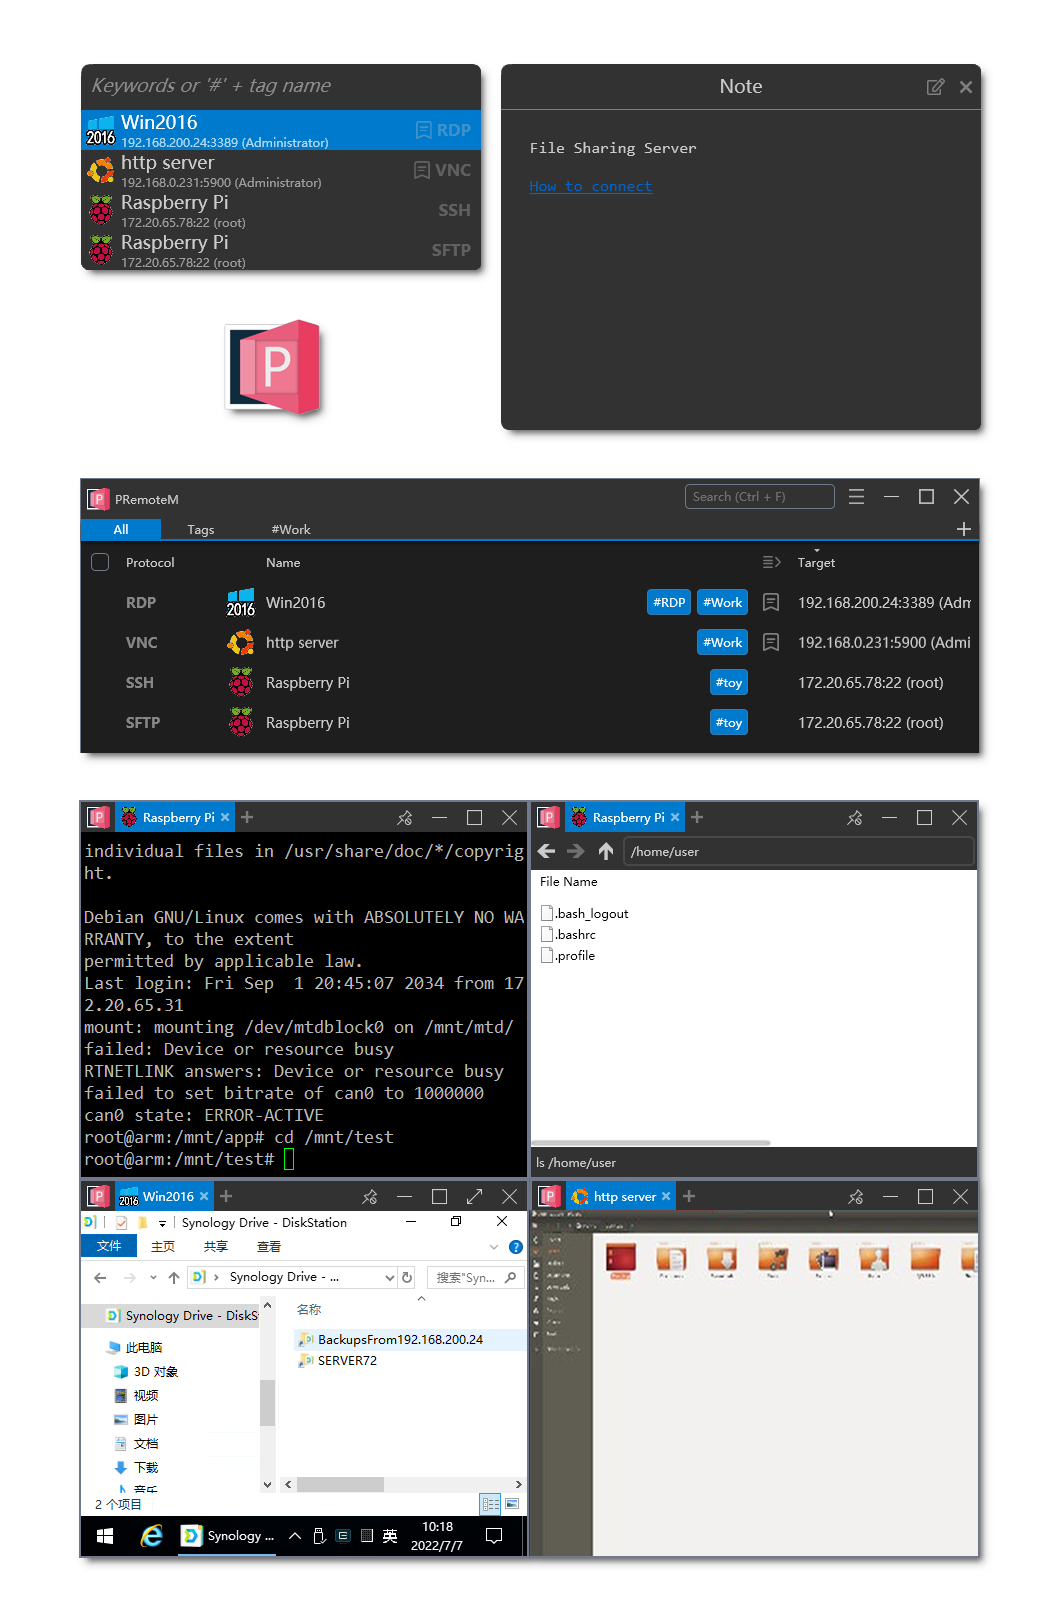 Keywords or '#' + tag name
Win2016
192.168.200.24:3389 (Administrator)
RDP
http server
192.168.0.231:5900 (Administrator)
VNC
Raspberry Pi
172.20.65.78:22 (root)
SSH
Raspberry Pi
172.20.65.78:22 (root)
SFTP
2016
Note
File Sharing Server
How to connect
P
PRemoteM
Search (Ctrl + F)
All Tags #Work
Protocol Name Target
RDP 2016 Win2016 #RDP #Work 192.168.200.24:3389 (Adm
VNC http server #Work 192.168.0.231:5900 (Admi
SSH Raspberry Pi #toy 172.20.65.78:22 (root)
SFTP Raspberry Pi #toy 172.20.65.78:22 (root)
Raspberry Pi
individual files in /usr/share/doc/*/copyrig
ht.
Debian GNU/Linux comes with ABSOLUTELY NO WA
RRANTY, to the extent
permitted by applicable law.
Last login: Fri Sep  1 20:45:07 2034 from 17
2.20.65.31
mount: mounting /dev/mtdblock0 on /mnt/mtd/
failed: Device or resource busy
RTNETLINK answers: Device or resource busy
failed to set bitrate of can0 to 1000000
can0 state: ERROR-ACTIVE
root@arm:/mnt/app# cd /mnt/test
root@arm:/mnt/test#
Raspberry Pi
/home/user
File Name
.bash_logout
.bashrc
.profile
ls /home/user
2016 Win2016
Synology Drive - DiskStation
文件 主页 共享 查看
Synology Drive - ...
搜索"Syn...
Synology Drive - DiskS
此电脑
3D 对象
视频
图片
文档
下载
音乐
名称
BackupsFrom192.168.200.24
SERVER72
2 个项目
Synology ...
英
10:18
2022/7/7
http server